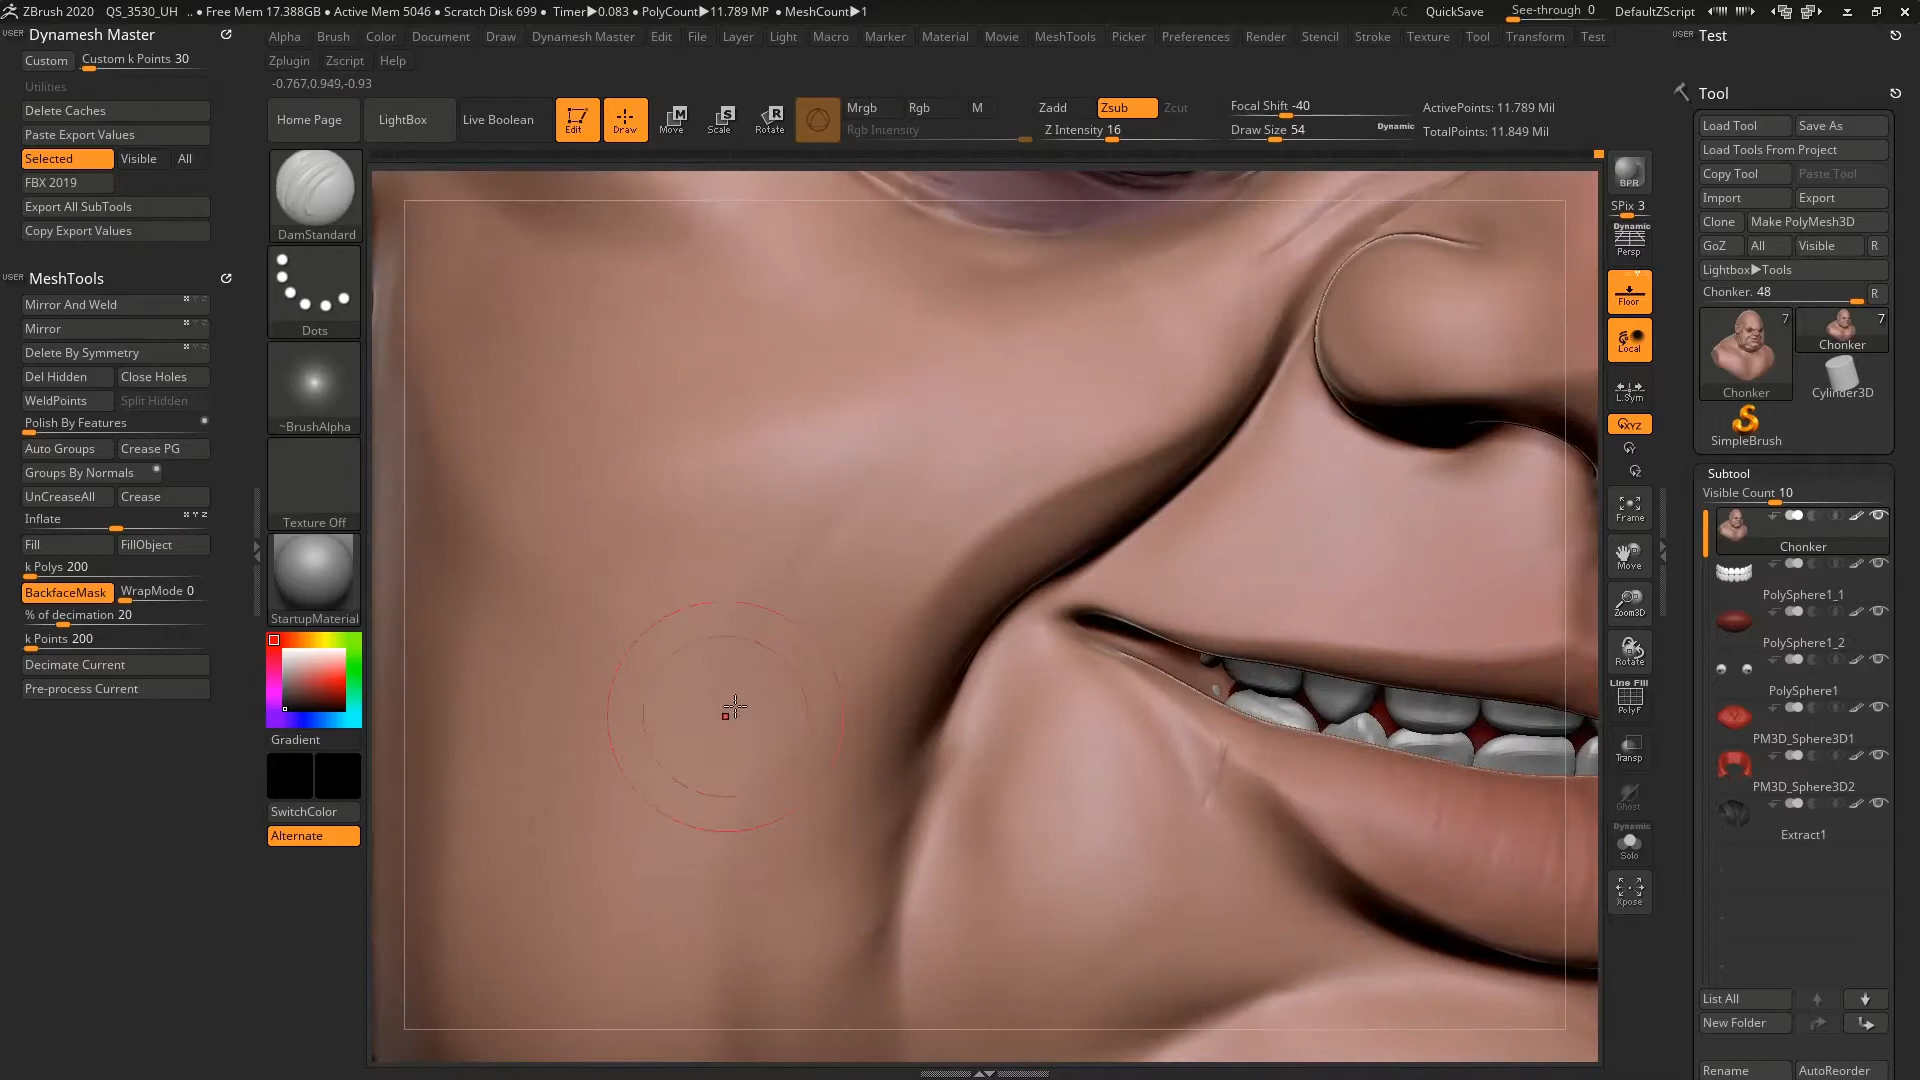 ZBrush 2020 QS_3530_UH .. ● Free Mem 17.388GB ● Active Mem 5046 ● Scratch Disk 699 ● Timer▶0.083 ● PolyCount▶11.789 MP ● MeshCount▶1 AC QuickSave See-through 0 DefaultZScript
USER Dynamesh Master
Custom Custom k Points 30
Utilities
Delete Caches
Paste Export Values
Selected Visible All
FBX 2019
Export All SubTools
Copy Export Values
USER MeshTools
Mirror And Weld
Mirror
Delete By Symmetry
Del Hidden Close Holes
WeldPoints Split Hidden
Polish By Features
Auto Groups Crease PG
Groups By Normals
UnCreaseAll Crease
Inflate
Fill FillObject
k Polys 200
BackfaceMask WrapMode 0
% of decimation 20
k Points 200
Decimate Current
Pre-process Current
Alpha Brush Color Document Draw Dynamesh Master Edit File Layer Light Macro Marker Material MeshTools Movie Picker Preferences Render Stencil Stroke Texture Tool Transform Test
Zplugin Zscript Help
-0.767,0.949,-0.93
Home Page LightBox Live Boolean Edit Draw Move Scale Rotate
Mrgb Rgb M
Rgb Intensity
Zadd Zsub Zcut
Z Intensity 16
Focal Shift -40
Draw Size 54 Dynamic
ActivePoints: 11.789 Mil
TotalPoints: 11.849 Mil
DamStandard
Dots
~BrushAlpha
Texture Off
StartupMaterial
Gradient
SwitchColor
Alternate
BPR
SPix 3
Dynamic
Persp
Floor
Local
L.Sym
XYZ
Frame
Move
Zoom3D
Rotate
Line Fill
PolyF
Transp
Ghost
Dynamic
Solo
Xpose
USER Test
Tool
Load Tool Save As
Load Tools From Project
Copy Tool Paste Tool
Import Export
Clone Make PolyMesh3D
GoZ All Visible R
Lightbox▶Tools
Chonker. 48 R
7 7
Chonker
Chonker Cylinder3D
SimpleBrush
Subtool
Visible Count 10
Chonker
PolySphere1_1
PolySphere1_2
PolySphere1
PM3D_Sphere3D1
PM3D_Sphere3D2
Extract1
List All
New Folder
Rename AutoReorder